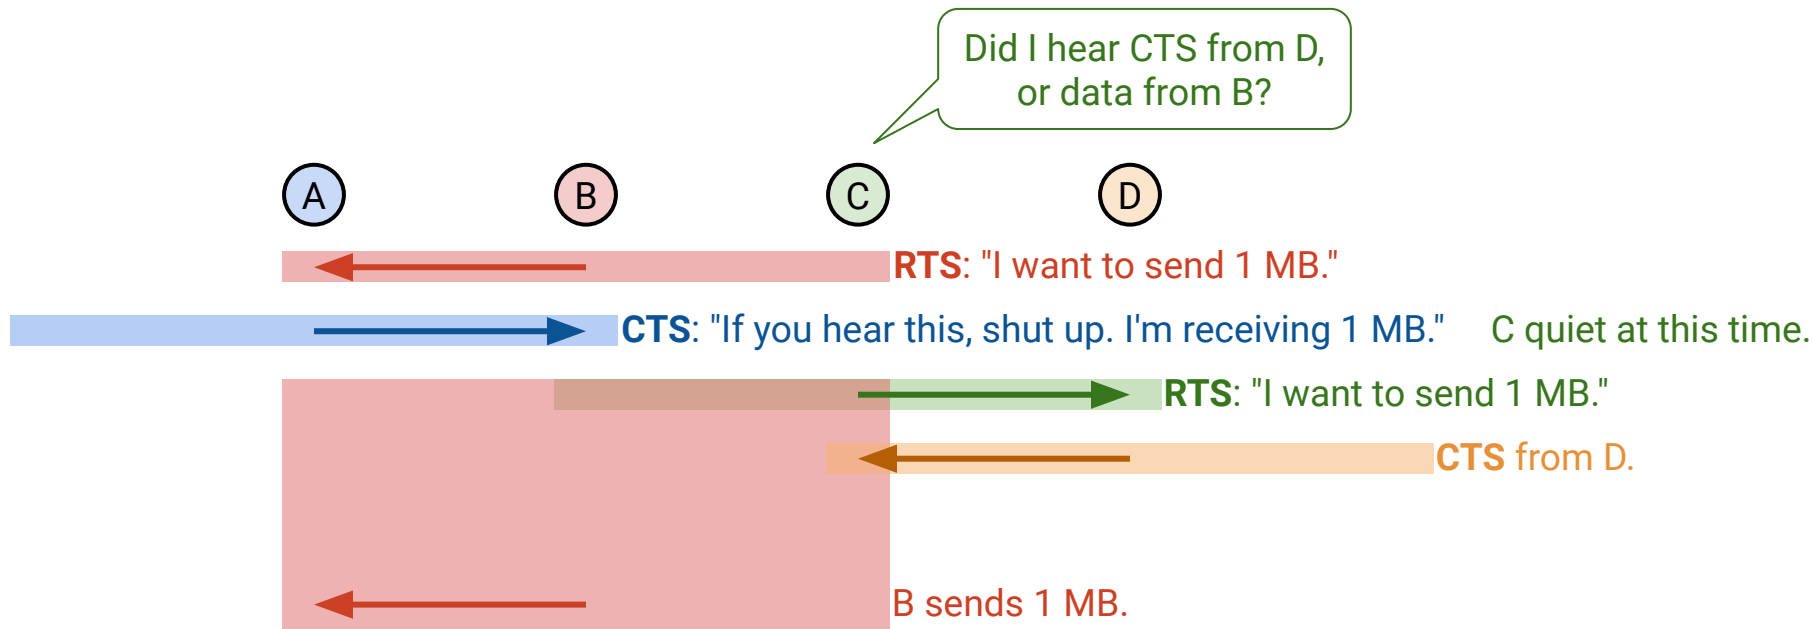 Did I hear CTS from D,
or data from B?
A B C D
RTS: "I want to send 1 MB."
CTS: "If you hear this, shut up. I'm receiving 1 MB." C quiet at this time.
RTS: "I want to send 1 MB."
CTS from D.
B sends 1 MB.